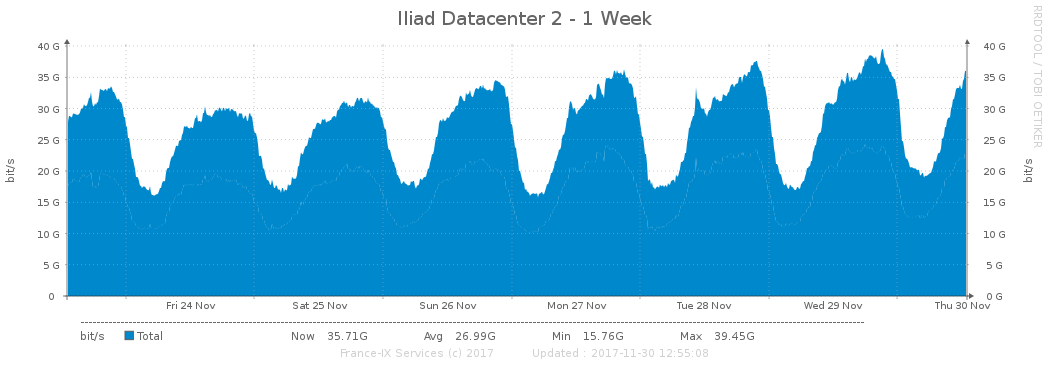 Iliad Datacenter 2 - 1 Week
RRDTOOL / TOBI OETIKER
40 G 40 G
35 G 35 G
30 G 30 G
25 G 25 G
20 G 20 G
15 G 15 G
10 G 10 G
5 G 5 G
0 0 G
bit/s bit/s
Fri 24 Nov Sat 25 Nov Sun 26 Nov Mon 27 Nov Tue 28 Nov Wed 29 Nov Thu 30 Nov
bit/s Total Now 35.71G Avg 26.99G Min 15.76G Max 39.45G
France-IX Services (c) 2017 Updated : 2017-11-30 12:55:08